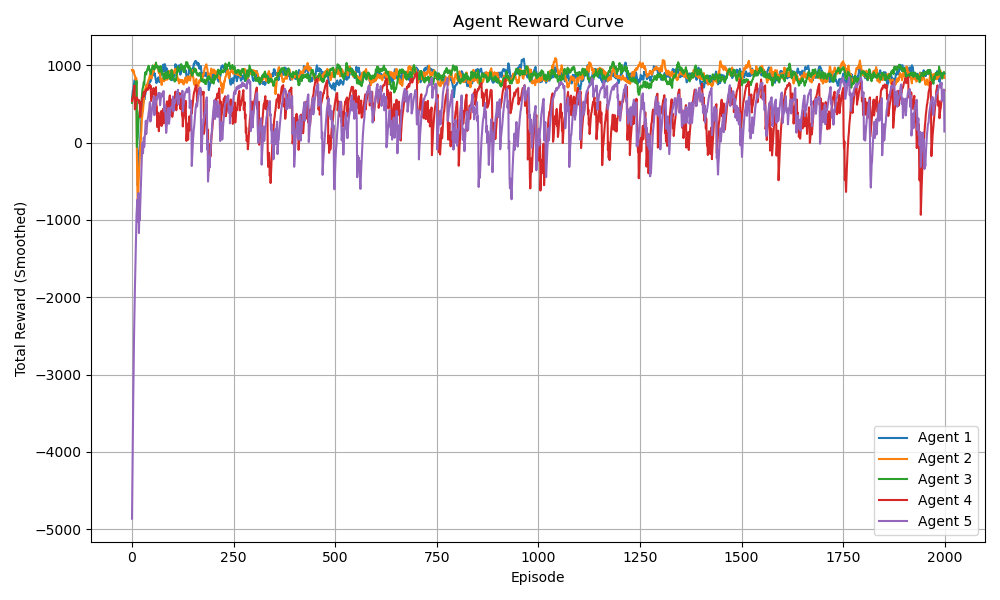 Agent Reward Curve
Total Reward (Smoothed)
1000
0
−1000
−2000
−3000
−4000
−5000
0 250 500 750 1000 1250 1500 1750 2000
Episode
Agent 1
Agent 2
Agent 3
Agent 4
Agent 5